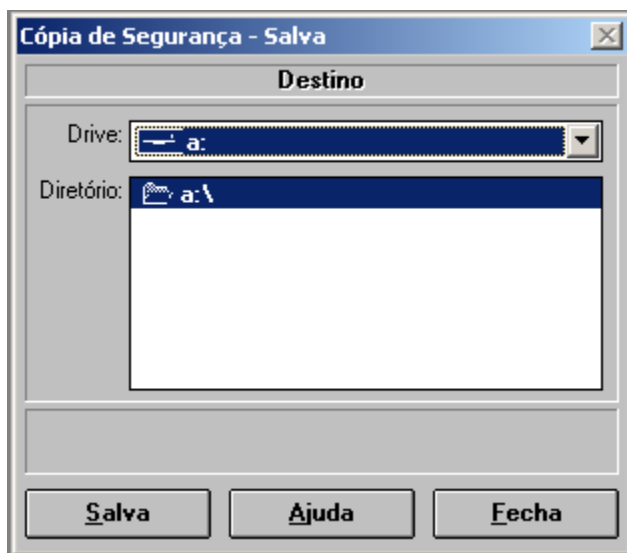 Cópia de Segurança - Salva
Destino
Drive: a:
Diretório: a:\
Salva Ajuda Fecha